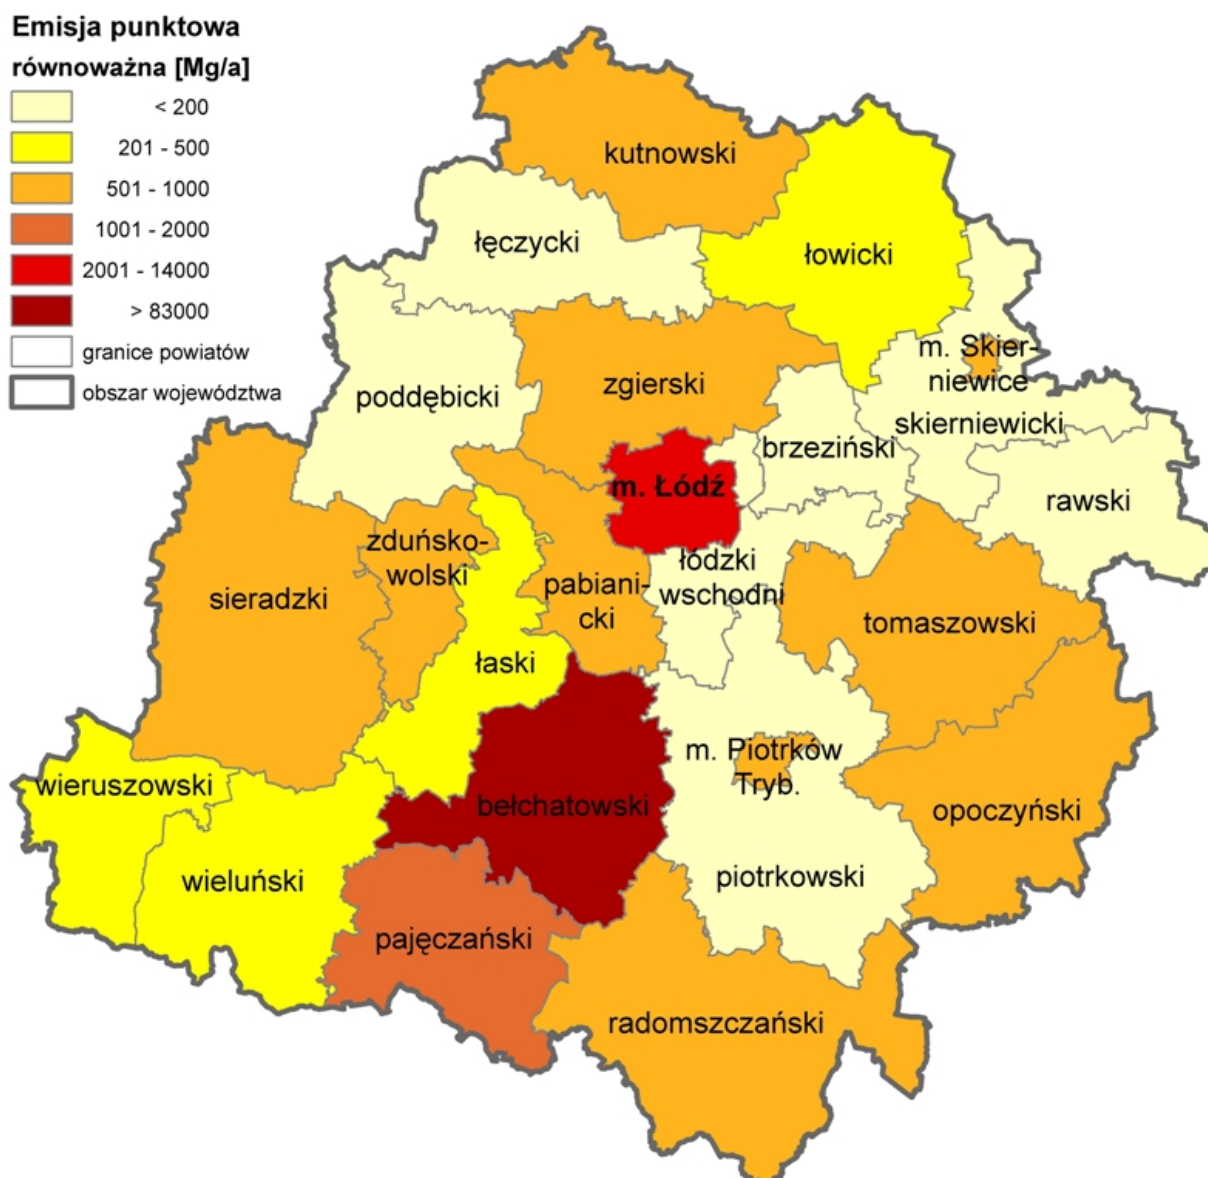 Emisja punktowa
równoważna [Mg/a]
< 200
201 - 500
501 - 1000
1001 - 2000
2001 - 14000
> 83000
granice powiatów
obszar województwa
kutnowski
łęczycki
łowicki
m. Skier-
niewice
poddębicki
zgierski
skierniewicki
brzeziński
m. Łódź
rawski
zduńsko-
wolski
łódzki
wschodni
pabiani-
cki
sieradzki
tomaszowski
łaski
m. Piotrków
Tryb.
wieruszowski
bełchatowski
opoczyński
wieluński
piotrkowski
pajęczański
radomszczański